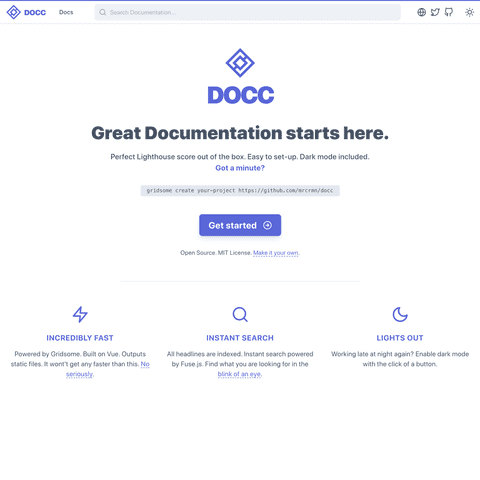 DOCC
Docs
Search Documentation...
DOCC
Great Documentation starts here.
Perfect Lighthouse score out of the box. Easy to set-up. Dark mode included.
Got a minute?
gridsome create your-project https://github.com/mrcrmn/docc
Get started
Open Source. MIT License. Make it your own.
INCREDIBLY FAST
Powered by Gridsome. Built on Vue. Outputs
static files. It won't get any faster than this. No
seriously.
INSTANT SEARCH
All headlines are indexed. Instant search powered
by Fuse.js. Find what you are looking for in the
blink of an eye.
LIGHTS OUT
Working late at night again? Enable dark mode
with the click of a button.